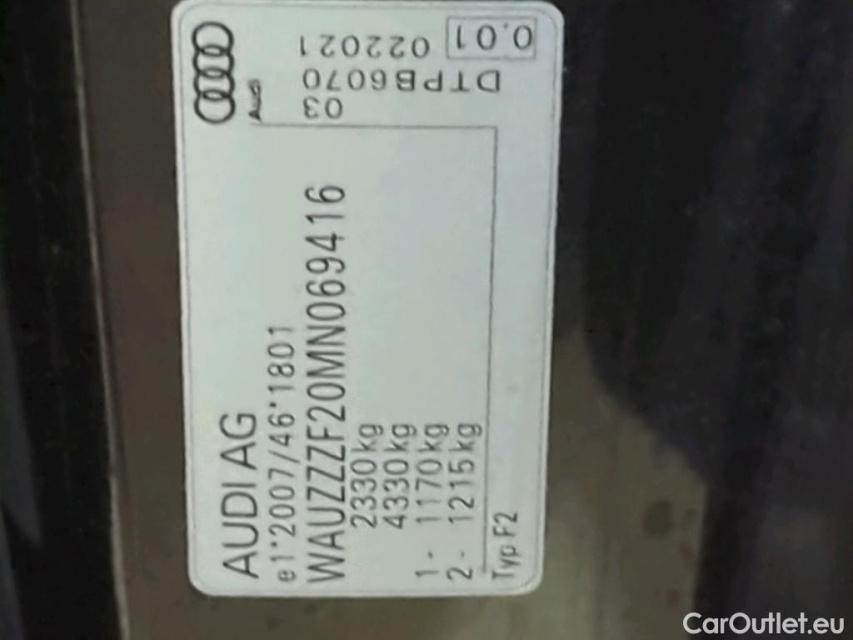 AUDI AG
e1*2007/46*1801
WAUZZZF20MN069416
2330kg
4330kg
1- 1170kg
2- 1215kg
Typ F2
Audi
03
DTPB6070
022021 0.01
CarOutlet.eu